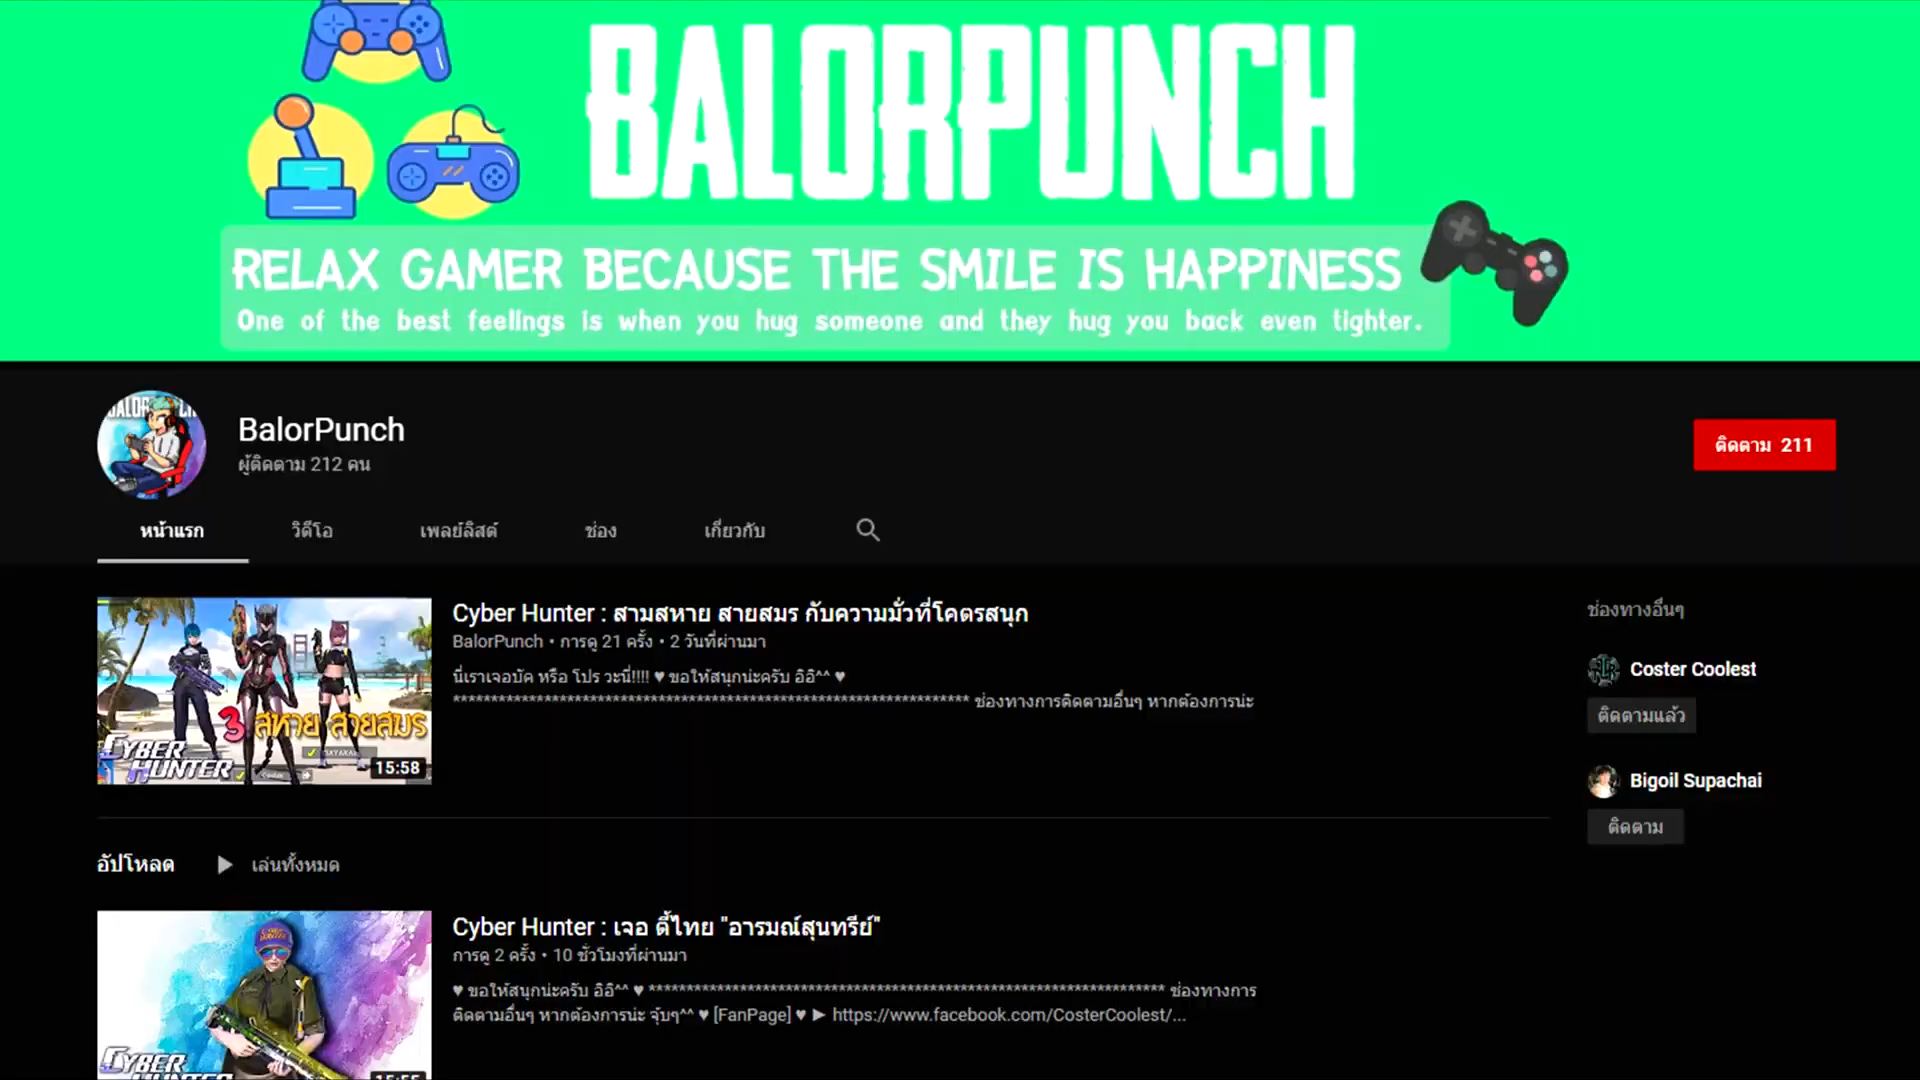 BALORPUNCH
RELAX GAMER BECAUSE THE SMILE IS HAPPINESS
One of the best feelings is when you hug someone and they hug you back even tighter.
BalorPunch
ผู้ติดตาม 212 คน
ติดตาม 211
หน้าแรก วิดีโอ เพลย์ลิสต์ ช่อง เกี่ยวกับ
3 สหาย สายสมร
CYBER HUNTER
15:58
Cyber Hunter : สามสหาย สายสมร กับความมั่วที่โคตรสนุก
BalorPunch • การดู 21 ครั้ง • 2 วันที่ผ่านมา
นี่เราเจอบัค หรือ โปร วะนี่!!!! ♥ ขอให้สนุกน่ะครับ อิอิ^^ ♥
********************************************************************** ช่องทางการติดตามอื่นๆ หากต้องการน่ะ
ช่องทางอื่นๆ
Coster Coolest
ติดตามแล้ว
Bigoil Supachai
ติดตาม
อัปโหลด เล่นทั้งหมด
CYBER HUNTER
15:55
Cyber Hunter : เจอ ดี้ไทย "อารมณ์สุนทรีย์"
การดู 2 ครั้ง • 10 ชั่วโมงที่ผ่านมา
♥ ขอให้สนุกน่ะครับ อิอิ^^ ♥ ********************************************************************** ช่องทางการ
ติดตามอื่นๆ หากต้องการน่ะ จุ๊บๆ^^ ♥ [FanPage] ♥ ► https://www.facebook.com/CosterCoolest/...